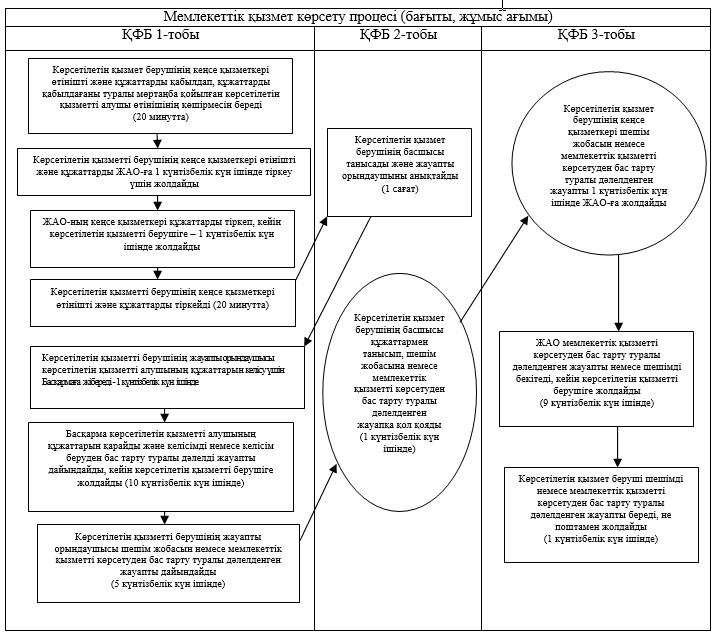 Мемлекеттік қызмет көрсету процесі (бағыты, жұмыс ағымы)
ҚФБ 1-тобы
ҚФБ 2-тобы
ҚФБ 3-тобы
Көрсетілетін қызмет берушінің кеңсе қызметкері
өтінішті және құжаттарды қабылдап, құжаттарды
қабылдағаны туралы мөртаңба қойылған көрсетілетін
қызметті алушы өтінішінің көшірмесін береді
(20 минутта)
Көрсетілетін қызметті берушінің кеңсе қызметкері өтінішті
және құжаттарды ЖАО-ға 1 күнтізбелік күн ішінде тіркеу
үшін жолдайды
ЖАО-ның кеңсе қызметкері құжаттарды тіркеп, кейін
көрсетілетін қызметті берушіге – 1 күнтізбелік күн
ішінде жолдайды
Көрсетілетін қызметті берушінің кеңсе қызметкері
өтінішті және құжаттарды тіркейді (20 минутта)
Көрсетілетін қызмет
берушінің басшысы
танысады және жауапты
орындаушыны анықтайды
(1 сағат)
Көрсетілетін қызметті берушінің жауапты орындаушысы
көрсетілетін қызметті алушының құжаттарын келісу үшін
Басқармаға жібереді - 1 күнтізбелік күн ішінде
Басқарма көрсетілетін қызметті алушының
құжаттарын қарайды және келісімді немесе келісім
беруден бас тарту туралы дәлелді жауапты
дайындайды, кейін көрсетілетін қызметті берушіге
жолдайды (10 күнтізбелік күн ішінде)
Көрсетілетін қызметті берушінің жауапты
орындаушысы шешім жобасын немесе мемлекеттік
қызметті көрсетуден бас тарту туралы дәлелденген
жауапты дайындайды
(5 күнтізбелік күн ішінде)
Көрсетілетін қызмет
берушінің басшысы
құжаттармен
танысып, шешім
жобасына немесе
мемлекеттік
қызметті көрсетуден
бас тарту туралы
дәлелденген
жауапқа қол қояды
(1 күнтізбелік күн
ішінде)
Көрсетілетін қызмет
берушінің кеңсе
қызметкері шешім
жобасын немесе
мемлекеттік қызметті
көрсетуден бас тарту
туралы дәлелденген
жауапты 1 күнтізбелік күн
ішінде ЖАО-ға жолдайды
ЖАО мемлекеттік қызметті
көрсетуден бас тарту туралы
дәлелденген жауапты немесе шешімді
бекітеді, кейін көрсетілетін қызметті
берушіге жолдайды
(9 күнтізбелік күн ішінде)
Көрсетілетін қызмет беруші шешімді
немесе мемлекеттік қызметті
көрсетуден бас тарту туралы
дәлелденген жауапты береді, не
поштамен жолдайды
(1 күнтізбелік күн ішінде)